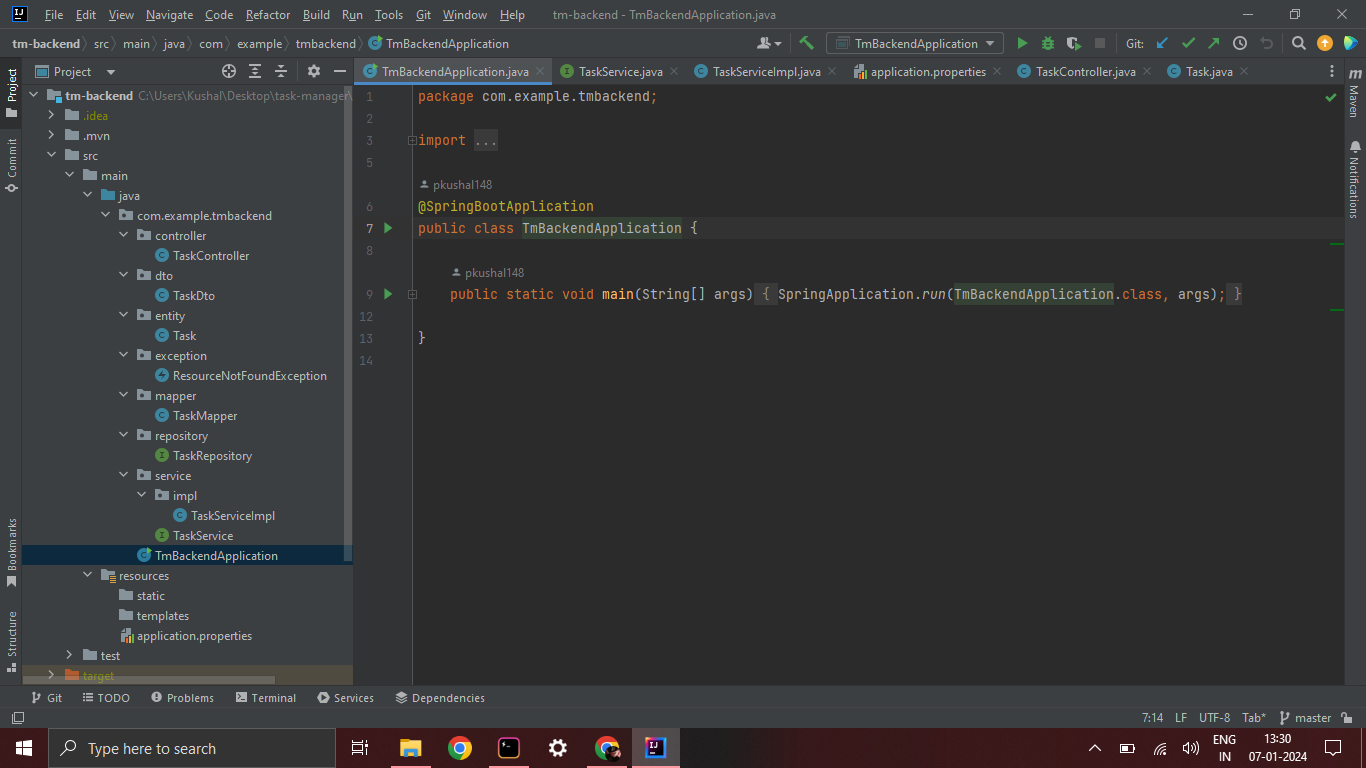 File Edit View Navigate Code Refactor Build Run Tools Git Window Help tm-backend - TmBackendApplication.java
tm-backend src main java com example tmbackend TmBackendApplication TmBackendApplication Git:
Project TmBackendApplication.java TaskService.java TaskServiceImpl.java application.properties TaskController.java Task.java
Project
Commit
Bookmarks
Structure
tm-backend C:\Users\Kushal\Desktop\task-manager\
.idea
.mvn
src
main
java
com.example.tmbackend
controller
TaskController
dto
TaskDto
entity
Task
exception
ResourceNotFoundException
mapper
TaskMapper
repository
TaskRepository
service
impl
TaskServiceImpl
TaskService
TmBackendApplication
resources
static
templates
application.properties
test
target
1 package com.example.tmbackend;
2
3 import ...
5
pkushal148
6 @SpringBootApplication
7 public class TmBackendApplication {
8
pkushal148
9 public static void main(String[] args) { SpringApplication.run(TmBackendApplication.class, args); }
12
13 }
14
m
Maven
Notifications
Git TODO Problems Terminal Services Dependencies
7:14 LF UTF-8 Tab* master
Type here to search
ENG
IN
13:30
07-01-2024